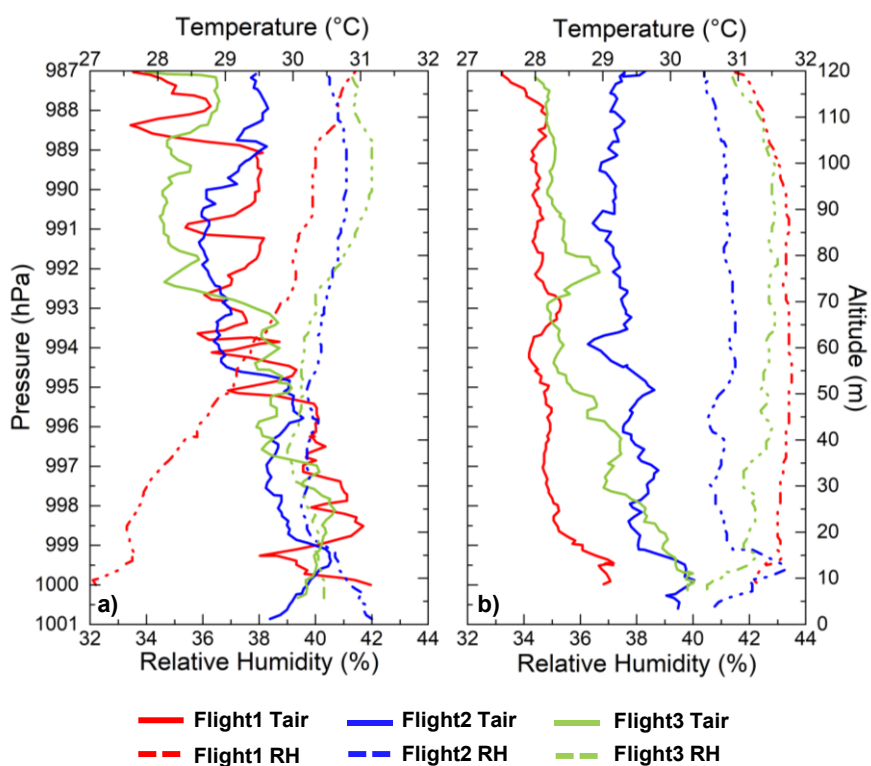 Temperature (°C)
Temperature (°C)
27 28 29 30 31 32
27 28 29 30 31 32
987
988
989
990
991
992
993
994
995
996
997
998
999
1000
1001
Pressure (hPa)
120
110
100
90
80
70
60
50
40
30
20
10
0
Altitude (m)
a)
b)
32 34 36 38 40 42 44
32 34 36 38 40 42 44
Relative Humidity (%)
Relative Humidity (%)
Flight1 Tair Flight2 Tair Flight3 Tair
Flight1 RH Flight2 RH Flight3 RH